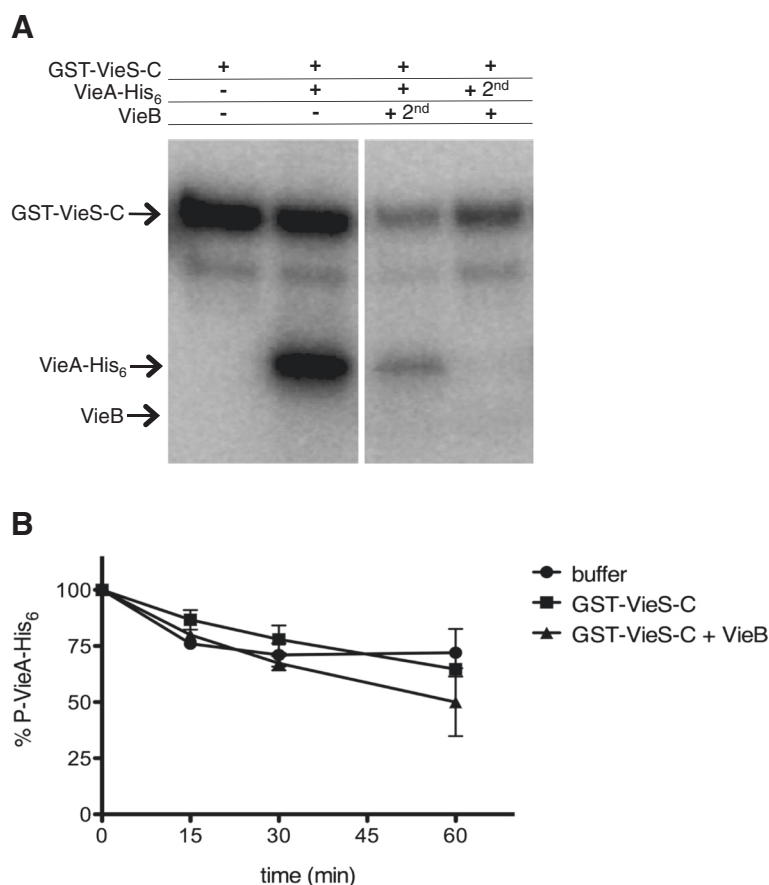 A
GST-VieS-C + + + +
VieA-His6 - + + + 2nd
VieB - - + 2nd +
GST-VieS-C
VieA-His6
VieB
B
100
75
50
25
0
0 15 30 45 60
% P-VieA-His6
time (min)
buffer
GST-VieS-C
GST-VieS-C + VieB